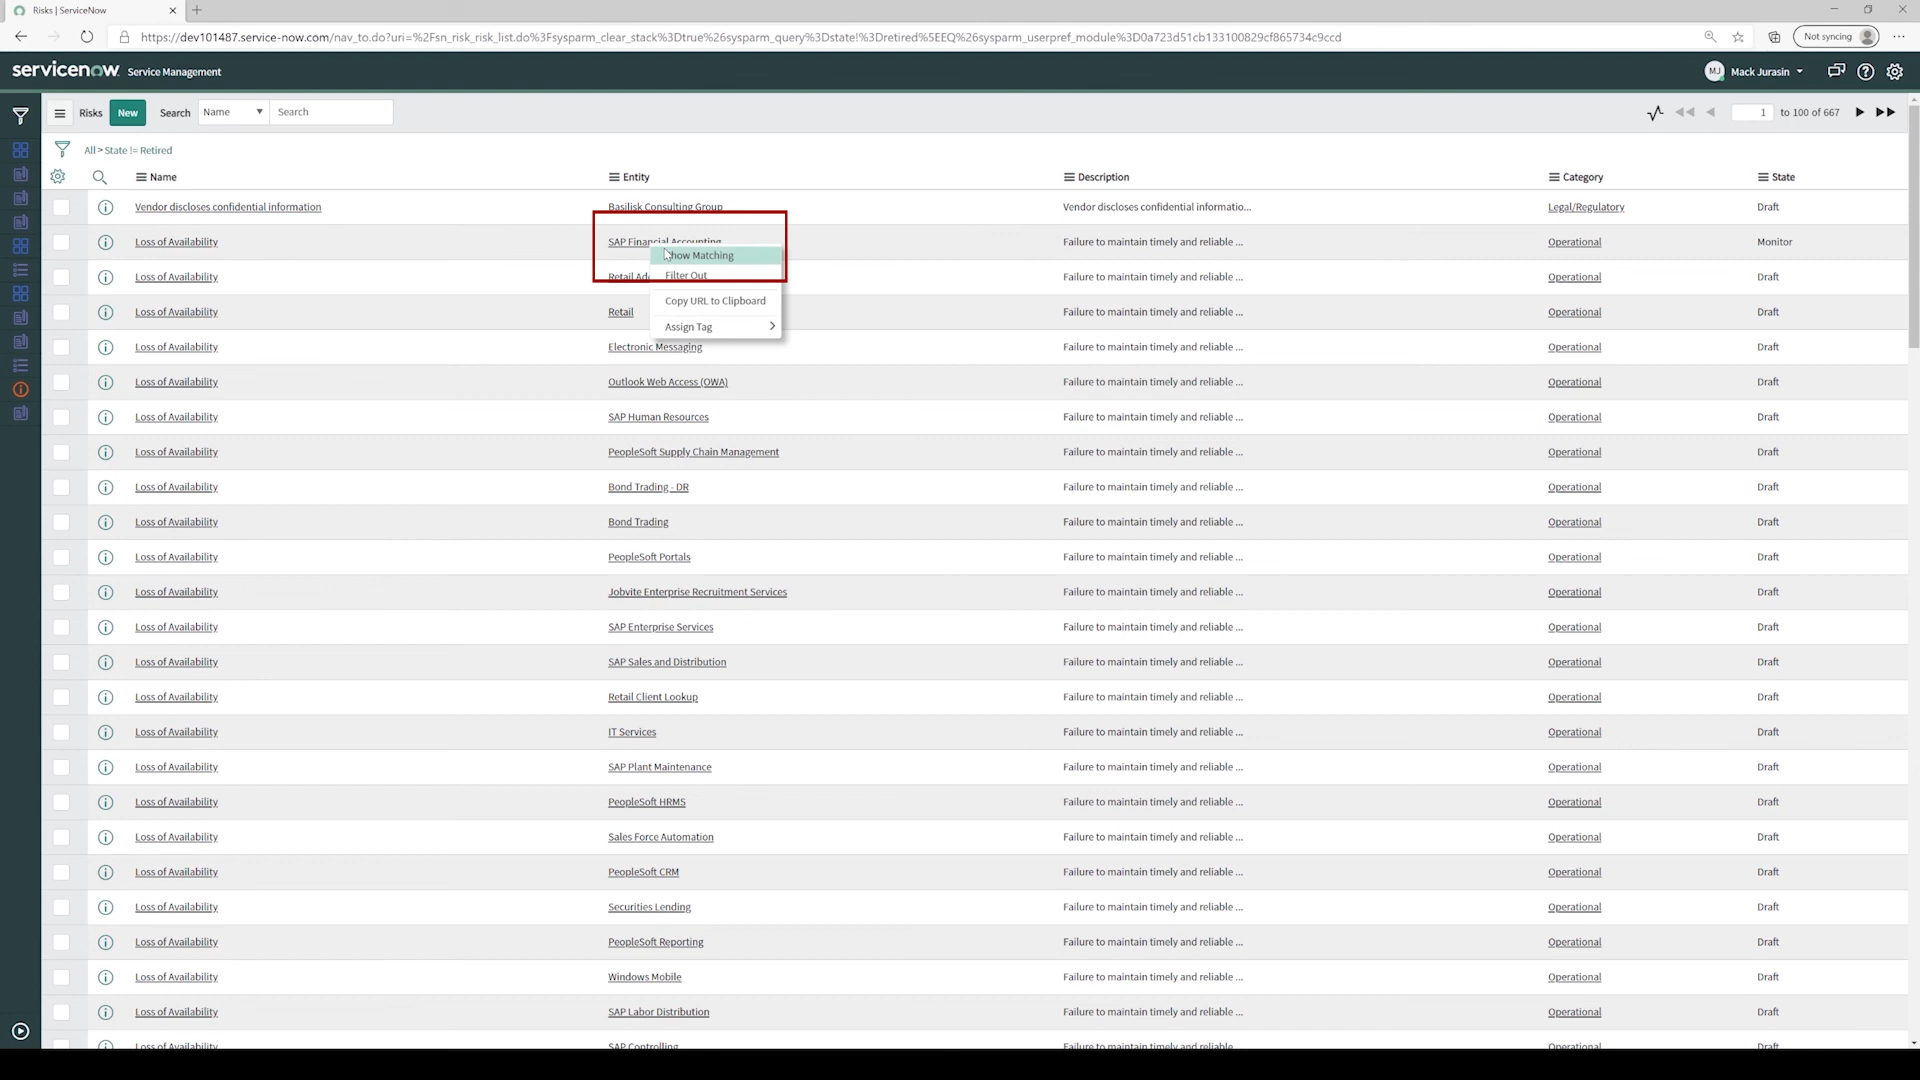 Risks | ServiceNow
https://dev101487.service-now.com/nav_to.do?uri=%2Fsn_risk_risk_list.do%3Fsysparm_clear_stack%3Dtrue%26sysparm_query%3Dstate!%3Dretired%5EEQ%26sysparm_userpref_module%3D0a723d51cb133100829cf865734c9ccd
Not syncing
servicenow Service Management
MJ Mack Jurasin
Risks New Search Name Search
1 to 100 of 667
All > State != Retired
Name Entity Description Category State
Vendor discloses confidential information Basilisk Consulting Group Vendor discloses confidential informatio... Legal/Regulatory Draft
Loss of Availability SAP Financial Accounting Failure to maintain timely and reliable ... Operational Monitor
Show Matching
Loss of Availability Retail Filter Out Failure to maintain timely and reliable ... Operational Draft
Copy URL to Clipboard
Loss of Availability Retail Failure to maintain timely and reliable ... Operational Draft
Assign Tag
Loss of Availability Electronic Messaging Failure to maintain timely and reliable ... Operational Draft
Loss of Availability Outlook Web Access (OWA) Failure to maintain timely and reliable ... Operational Draft
Loss of Availability SAP Human Resources Failure to maintain timely and reliable ... Operational Draft
Loss of Availability PeopleSoft Supply Chain Management Failure to maintain timely and reliable ... Operational Draft
Loss of Availability Bond Trading - DR Failure to maintain timely and reliable ... Operational Draft
Loss of Availability Bond Trading Failure to maintain timely and reliable ... Operational Draft
Loss of Availability PeopleSoft Portals Failure to maintain timely and reliable ... Operational Draft
Loss of Availability Jobvite Enterprise Recruitment Services Failure to maintain timely and reliable ... Operational Draft
Loss of Availability SAP Enterprise Services Failure to maintain timely and reliable ... Operational Draft
Loss of Availability SAP Sales and Distribution Failure to maintain timely and reliable ... Operational Draft
Loss of Availability Retail Client Lookup Failure to maintain timely and reliable ... Operational Draft
Loss of Availability IT Services Failure to maintain timely and reliable ... Operational Draft
Loss of Availability SAP Plant Maintenance Failure to maintain timely and reliable ... Operational Draft
Loss of Availability PeopleSoft HRMS Failure to maintain timely and reliable ... Operational Draft
Loss of Availability Sales Force Automation Failure to maintain timely and reliable ... Operational Draft
Loss of Availability PeopleSoft CRM Failure to maintain timely and reliable ... Operational Draft
Loss of Availability Securities Lending Failure to maintain timely and reliable ... Operational Draft
Loss of Availability PeopleSoft Reporting Failure to maintain timely and reliable ... Operational Draft
Loss of Availability Windows Mobile Failure to maintain timely and reliable ... Operational Draft
Loss of Availability SAP Labor Distribution Failure to maintain timely and reliable ... Operational Draft
Loss of Availability SAP Controlling Failure to maintain timely and reliable Operational Draft